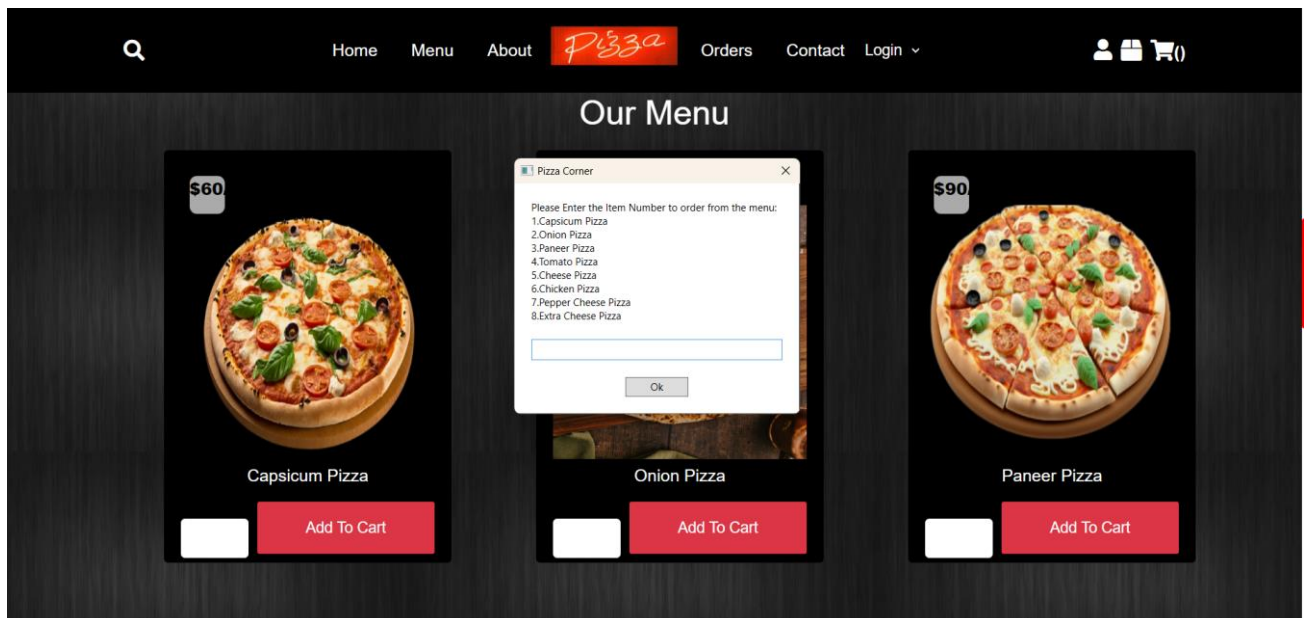 Home Menu About Pizza Orders Contact Login
()
Our Menu
$60
Pizza Corner
Please Enter the Item Number to order from the menu:
1.Capsicum Pizza
2.Onion Pizza
3.Paneer Pizza
4.Tomato Pizza
5.Cheese Pizza
6.Chicken Pizza
7.Pepper Cheese Pizza
8.Extra Cheese Pizza
Ok
$90
Capsicum Pizza
Onion Pizza
Paneer Pizza
Add To Cart
Add To Cart
Add To Cart